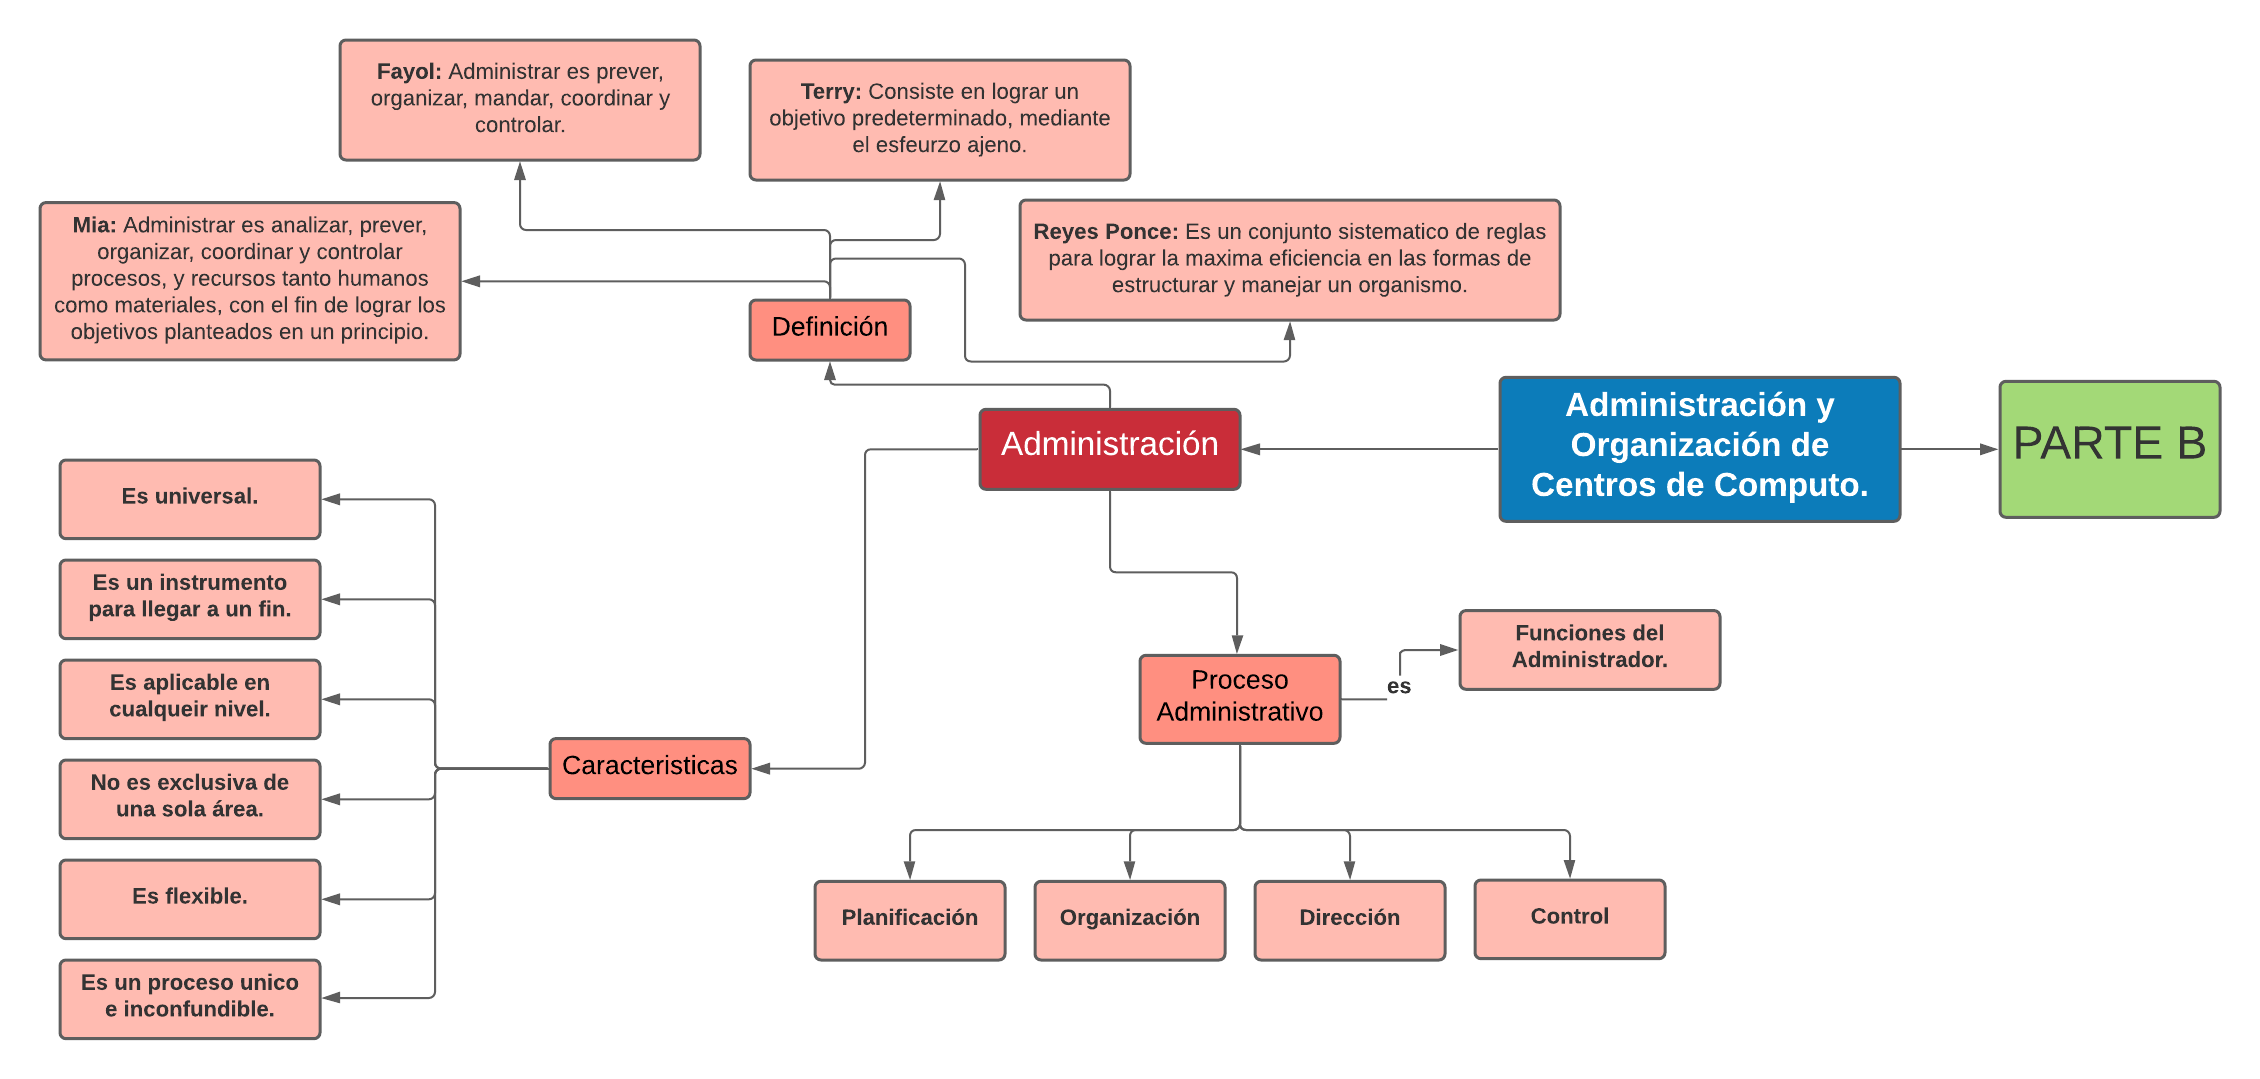 Fayol: Administrar es prever,
organizar, mandar, coordinar y
controlar.
Terry: Consiste en lograr un
objetivo predeterminado, mediante
el esfeurzo ajeno.
Mia: Administrar es analizar, prever,
organizar, coordinar y controlar
procesos, y recursos tanto humanos
como materiales, con el fin de lograr los
objetivos planteados en un principio.
Reyes Ponce: Es un conjunto sistematico de reglas
para lograr la maxima eficiencia en las formas de
estructurar y manejar un organismo.
Definición
Administración y
Organización de
Centros de Computo.
PARTE B
Administración
Es universal.
Es un instrumento
para llegar a un fin.
Es aplicable en
cualqueir nivel.
No es exclusiva de
una sola área.
Es flexible.
Es un proceso unico
e inconfundible.
Caracteristicas
Proceso
Administrativo
es
Funciones del
Administrador.
Planificación
Organización
Dirección
Control